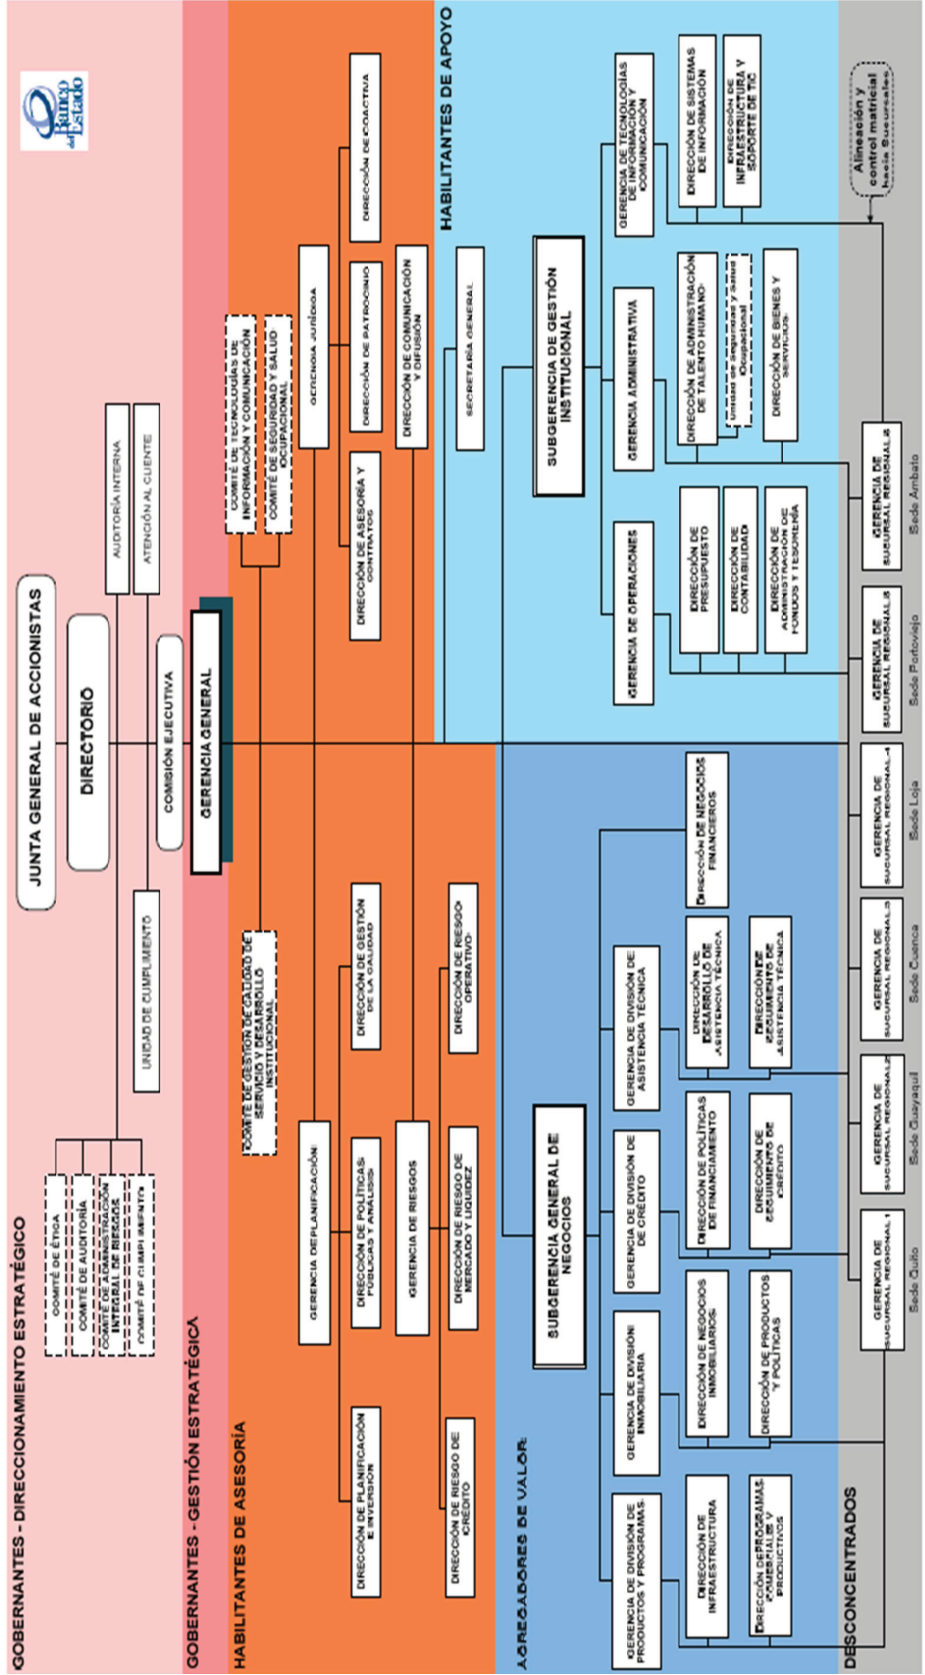 GOBERNANTES - DIRECCIONAMIENTO ESTRATÉGICO
JUNTA GENERAL DE ACCIONISTAS
Banco
del Estado
DIRECTORIO
COMITÉ DE ÉTICA
COMITÉ DE AUDITORÍA
COMITÉ DE ADMINISTRACIÓN
INTEGRAL DE RIESGOS
COMITÉ DE CUMPLIMIENTO
AUDITORÍA INTERNA
UNIDAD DE CUMPLIMIENTO
ATENCIÓN AL CLIENTE
COMISIÓN EJECUTIVA
GOBERNANTES - GESTIÓN ESTRATÉGICA
GERENCIA GENERAL
HABILITANTES DE ASESORÍA
COMITÉ DE GESTIÓN DE CALIDAD DE
SERVICIO Y DESARROLLO
INSTITUCIONAL
COMITÉ DE TECNOLOGÍAS DE
INFORMACIÓN Y COMUNICACIÓN
COMITÉ DE SEGURIDAD Y SALUD
OCUPACIONAL
GERENCIA DE PLANIFICACIÓN
GERENCIA JURÍDICA
DIRECCIÓN DE PLANIFICACIÓN
E INVERSIÓN
DIRECCIÓN DE POLÍTICAS
PÚBLICAS Y ANÁLISIS
DIRECCIÓN DE GESTIÓN
DE LA CALIDAD
DIRECCIÓN DE ASESORÍA Y
CONTRATOS
DIRECCIÓN DE PATROCINIO
DIRECCIÓN DE COACTIVA
GERENCIA DE RIESGOS
DIRECCIÓN DE COMUNICACIÓN
Y DIFUSIÓN
DIRECCIÓN DE RIESGO DE
CRÉDITO
DIRECCIÓN DE RIESGO DE
MERCADO Y LIQUIDEZ
DIRECCIÓN DE RIESGO
OPERATIVO
HABILITANTES DE APOYO
SECRETARÍA GENERAL
AGREGADORES DE VALOR
SUBGERENCIA GENERAL DE
NEGOCIOS
SUBGERENCIA DE GESTIÓN
INSTITUCIONAL
GERENCIA DE DIVISIÓN DE
PRODUCTOS Y PROGRAMAS
GERENCIA DE DIVISIÓN
INMOBILIARIA
GERENCIA DE DIVISIÓN DE
CRÉDITO
GERENCIA DE DIVISIÓN DE
ASISTENCIA TÉCNICA
GERENCIA DE OPERACIONES
GERENCIA ADMINISTRATIVA
GERENCIA DE TECNOLOGÍAS
DE INFORMACIÓN Y
COMUNICACIÓN
DIRECCIÓN DE
INFRAESTRUCTURA
DIRECCIÓN DE NEGOCIOS
INMOBILIARIOS
DIRECCIÓN DE POLÍTICAS
DE FINANCIAMIENTO
DIRECCIÓN DE
DESARROLLO DE
ASISTENCIA TÉCNICA
DIRECCIÓN DE NEGOCIOS
FINANCIEROS
DIRECCIÓN DE
PRESUPUESTO
DIRECCIÓN DE ADMINISTRACIÓN
DE TALENTO HUMANO
DIRECCIÓN DE SISTEMAS
DE INFORMACIÓN
Unidad de Seguridad y Salud
Ocupacional
DIRECCIÓN DE
CONTABILIDAD
DIRECCIÓN DE
INFRAESTRUCTURA Y
SOPORTE DE TIC
DIRECCIÓN DE PROGRAMAS
COMERCIALES Y
PRODUCTIVOS
DIRECCIÓN DE PRODUCTOS
Y POLÍTICAS
DIRECCIÓN DE
SEGUIMIENTO DE
CRÉDITO
DIRECCIÓN DE
SEGUIMIENTO DE
ASISTENCIA TÉCNICA
DIRECCIÓN DE
ADMINISTRACIÓN DE
FONDOS Y TESORERÍA
DIRECCIÓN DE BIENES Y
SERVICIOS
DESCONCENTRADOS
Alineación y
control matricial
hacia Sucursales
GERENCIA DE
SUCURSAL REGIONAL 1
Sede Quito
GERENCIA DE
SUCURSAL REGIONAL 2
Sede Guayaquil
GERENCIA DE
SUCURSAL REGIONAL 3
Sede Cuenca
GERENCIA DE
SUCURSAL REGIONAL 4
Sede Loja
GERENCIA DE
SUCURSAL REGIONAL 5
Sede Portoviejo
GERENCIA DE
SUCURSAL REGIONAL 6
Sede Ambato